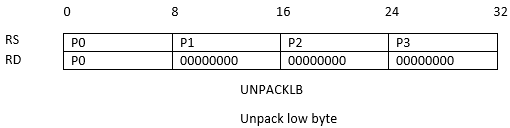 0 8 16 24 32
RS P0 P1 P2 P3
RD P0 00000000 00000000 00000000
UNPACKLB
Unpack low byte